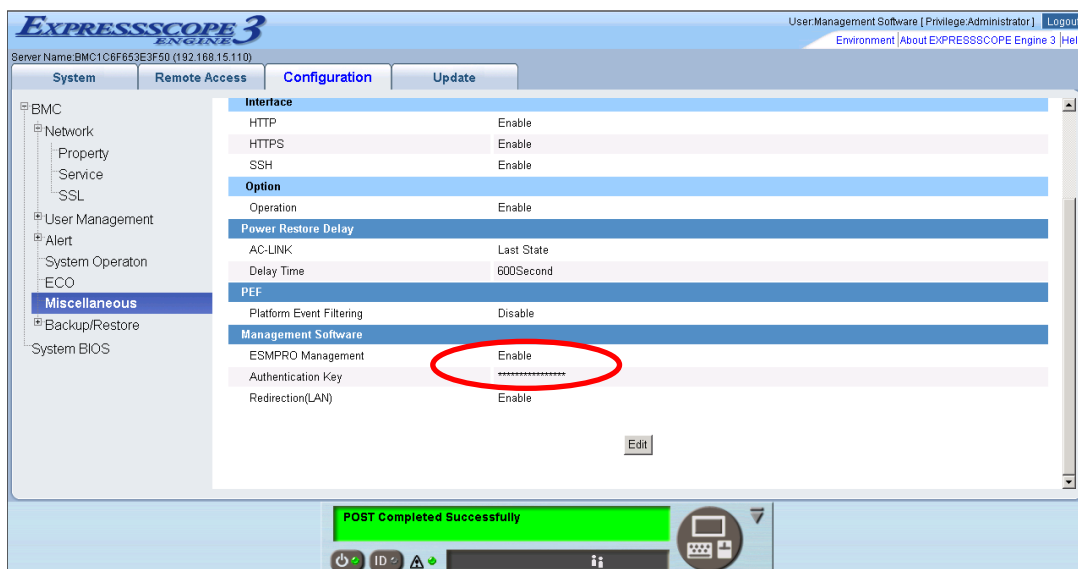 EXPRESSSCOPE
ENGINE 3
User:Management Software [ Privilege:Administrator ] Logout
Environment | About EXPRESSSCOPE Engine 3 | Hel
Server Name:BMC1C6F653E3F50 (192.168.15.110)
System Remote Access Configuration Update
BMC
Network
Property
Service
SSL
User Management
Alert
System Operaton
ECO
Miscellaneous
Backup/Restore
System BIOS
Interface
HTTP Enable
HTTPS Enable
SSH Enable
Option
Operation Enable
Power Restore Delay
AC-LINK Last State
Delay Time 600Second
PEF
Platform Event Filtering Disable
Management Software
ESMPRO Management Enable
Authentication Key ****************
Redirection(LAN) Enable
Edit
POST Completed Successfully
ID